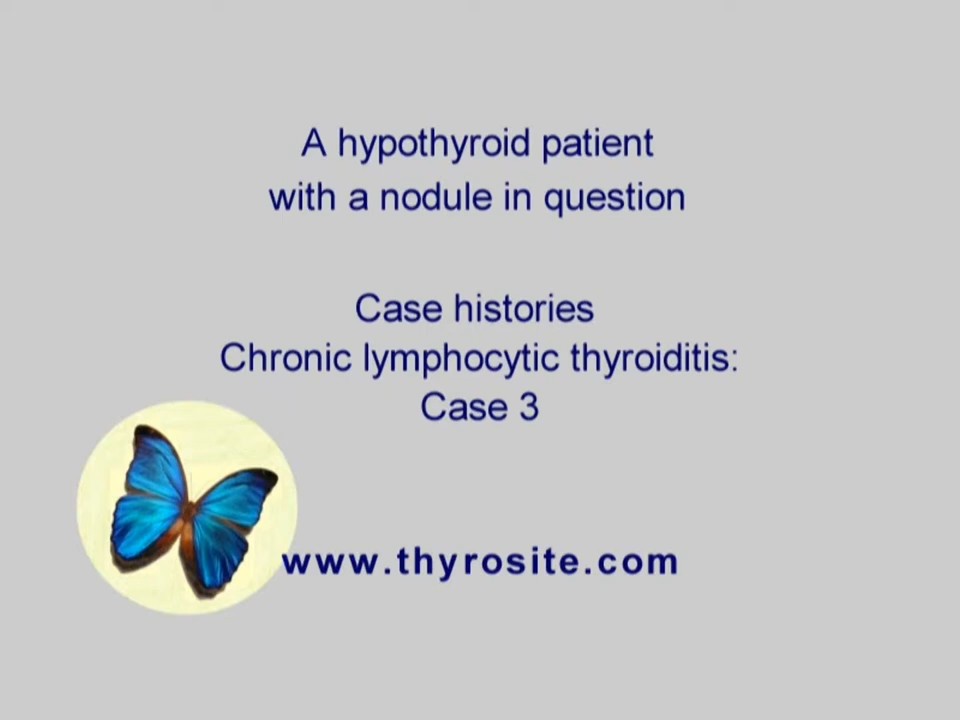 A hypothyroid patient
with a nodule in question
Case histories
Chronic lymphocytic thyroiditis:
Case 3
www.thyrosite.com